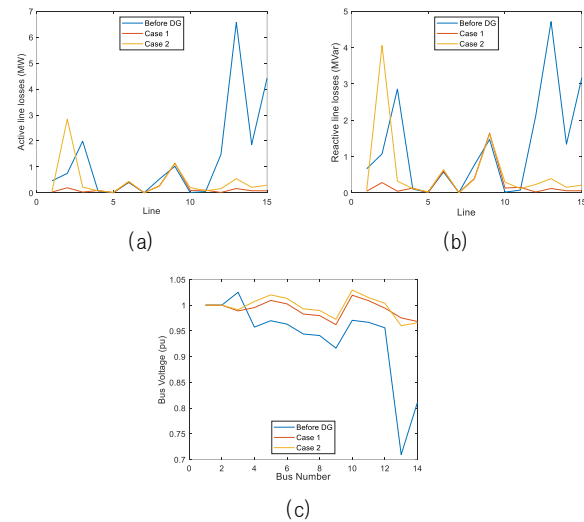 7
6
5
4
3
2
1
0
Active line losses (MW)
Before DG
Case 1
Case 2
0
5
10
15
Line
(a)
5
4
3
2
1
0
Reactive line losses (MVar)
Before DG
Case 1
Case 2
0
5
10
15
Line
(b)
1.05
1
0.95
0.9
0.85
0.8
0.75
0.7
Bus Voltage (pu)
Before DG
Case 1
Case 2
0
2
4
6
8
10
12
14
Bus Number
(c)